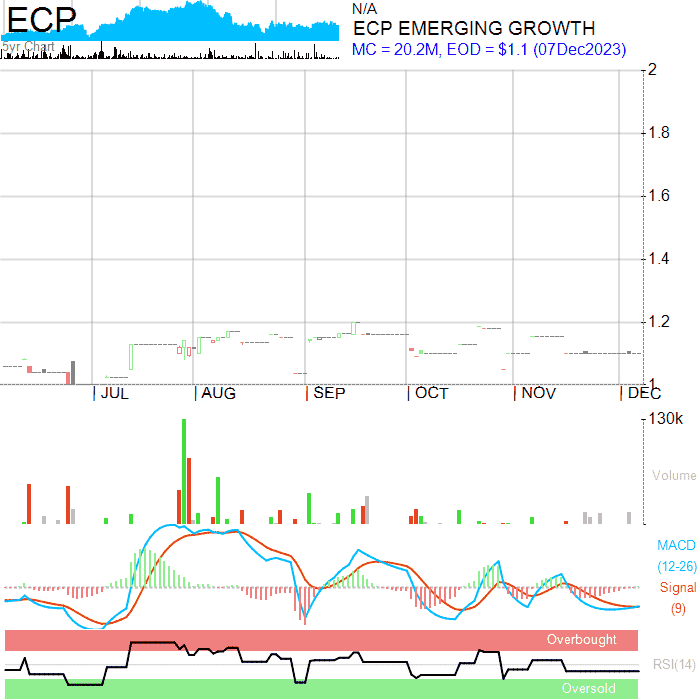 ECP
5yr Chart
N/A
ECP EMERGING GROWTH
MC = 20.2M, EOD = $1.1 (07Dec2023)
2
1.8
1.6
1.4
1.2
1
JUL AUG SEP OCT NOV DEC
130k
Volume
MACD
(12-26)
Signal
(9)
Overbought
RSI(14)
Oversold